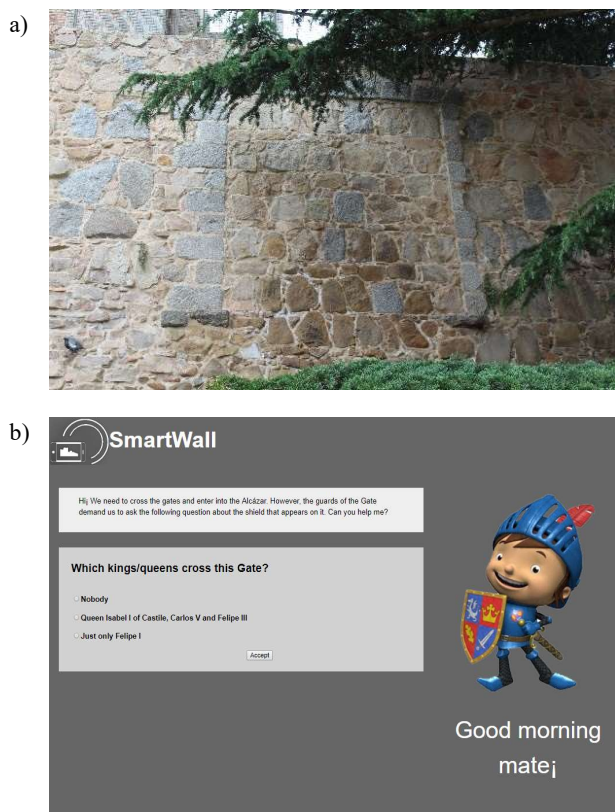 a)
b)
SmartWall
Hi¡ We need to cross the gates and enter into the Alcázar. However, the guards of the Gate
demand us to ask the following question about the shield that appears on it. Can you help me?
Which kings/queens cross this Gate?
Nobody
Queen Isabel I of Castile, Carlos V and Felipe III
Just only Felipe I
Accept
Good morning
mate¡